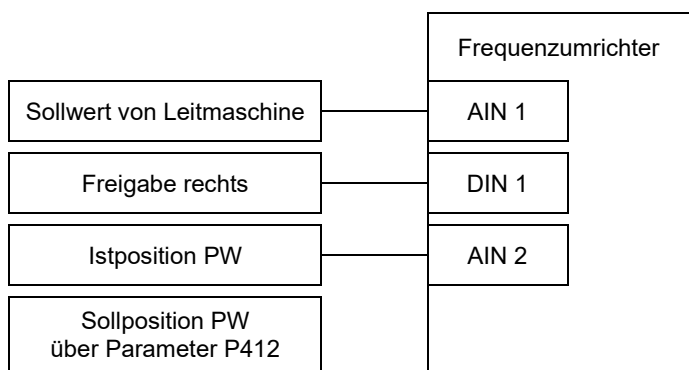 Frequenzumrichter
Sollwert von Leitmaschine
AIN 1
Freigabe rechts
DIN 1
Istposition PW
AIN 2
Sollposition PW
über Parameter P412